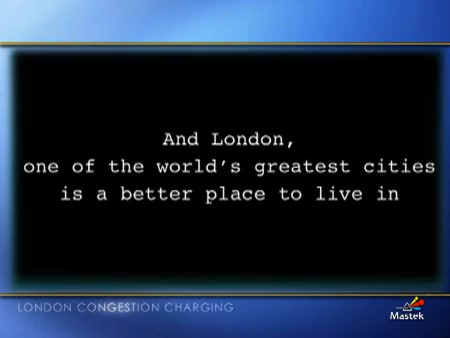 And London,
one of the world's greatest cities
is a better place to live in
LONDON CONGESTION CHARGING
Mastek